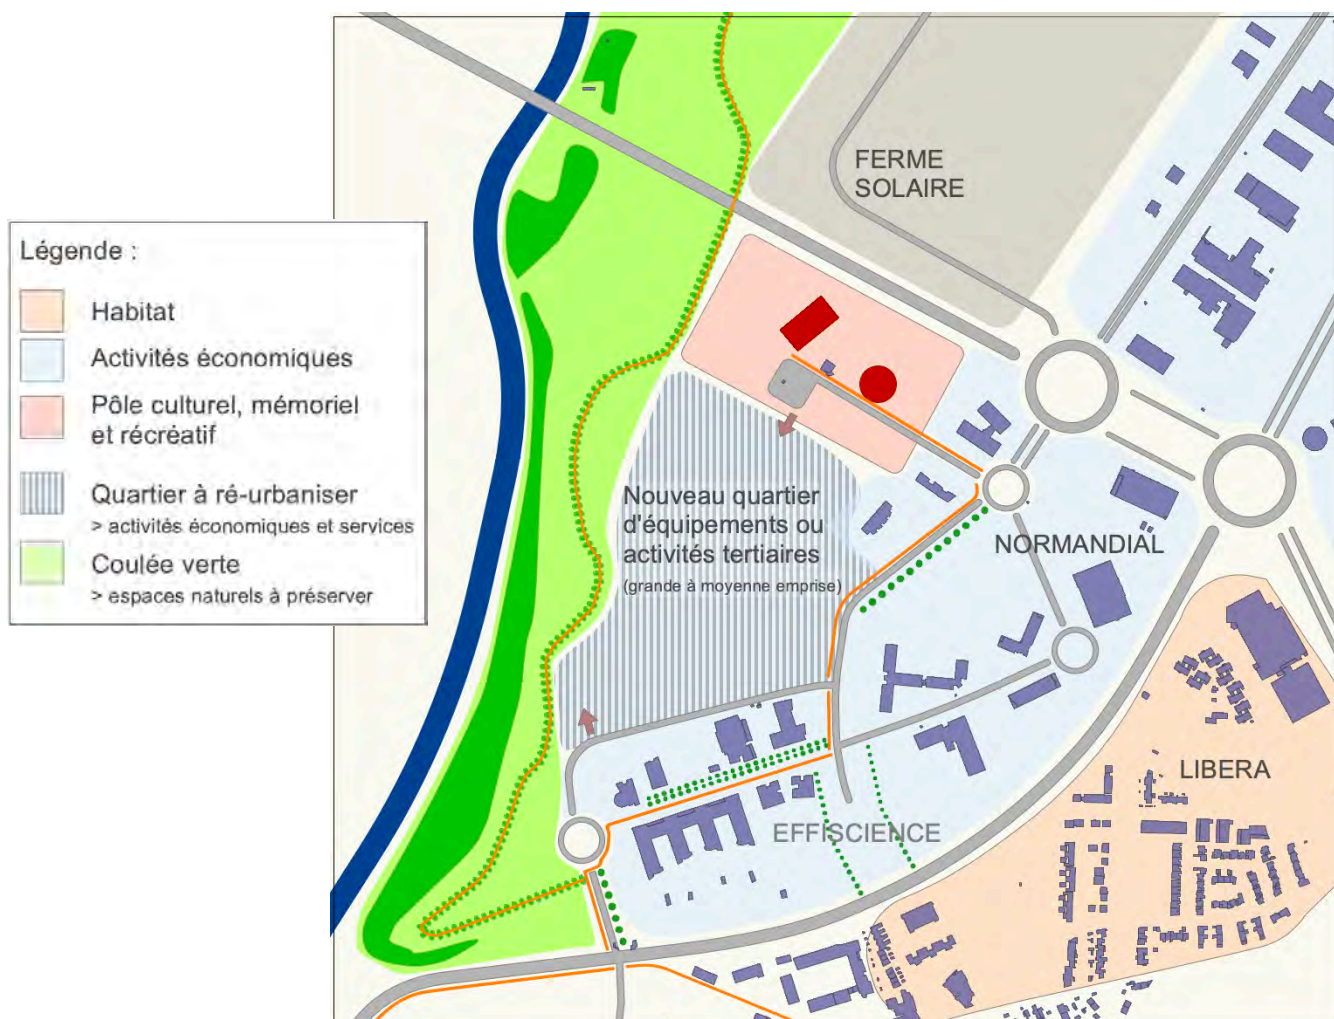 Légende :
Habitat
Activités économiques
Pôle culturel, mémoriel
et récréatif
Quartier à ré-urbaniser
> activités économiques et services
Coulée verte
> espaces naturels à préserver
FERME
SOLAIRE
Nouveau quartier
d'équipements ou
activités tertiaires
(grande à moyenne emprise)
NORMANDIAL
LIBERA
EFFISCIENCE